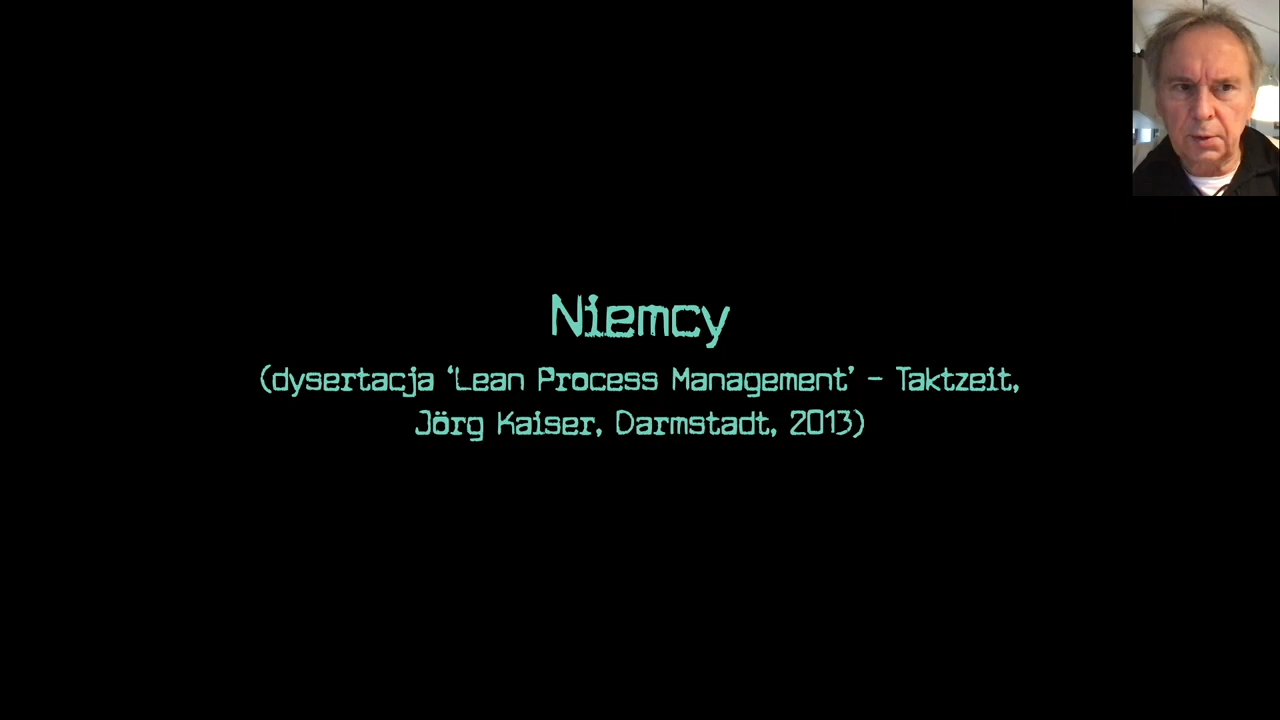 Niemcy
(dysertacja ‘Lean Process Management’ - Taktzeit,
Jörg Kaiser, Darmstadt, 2013)